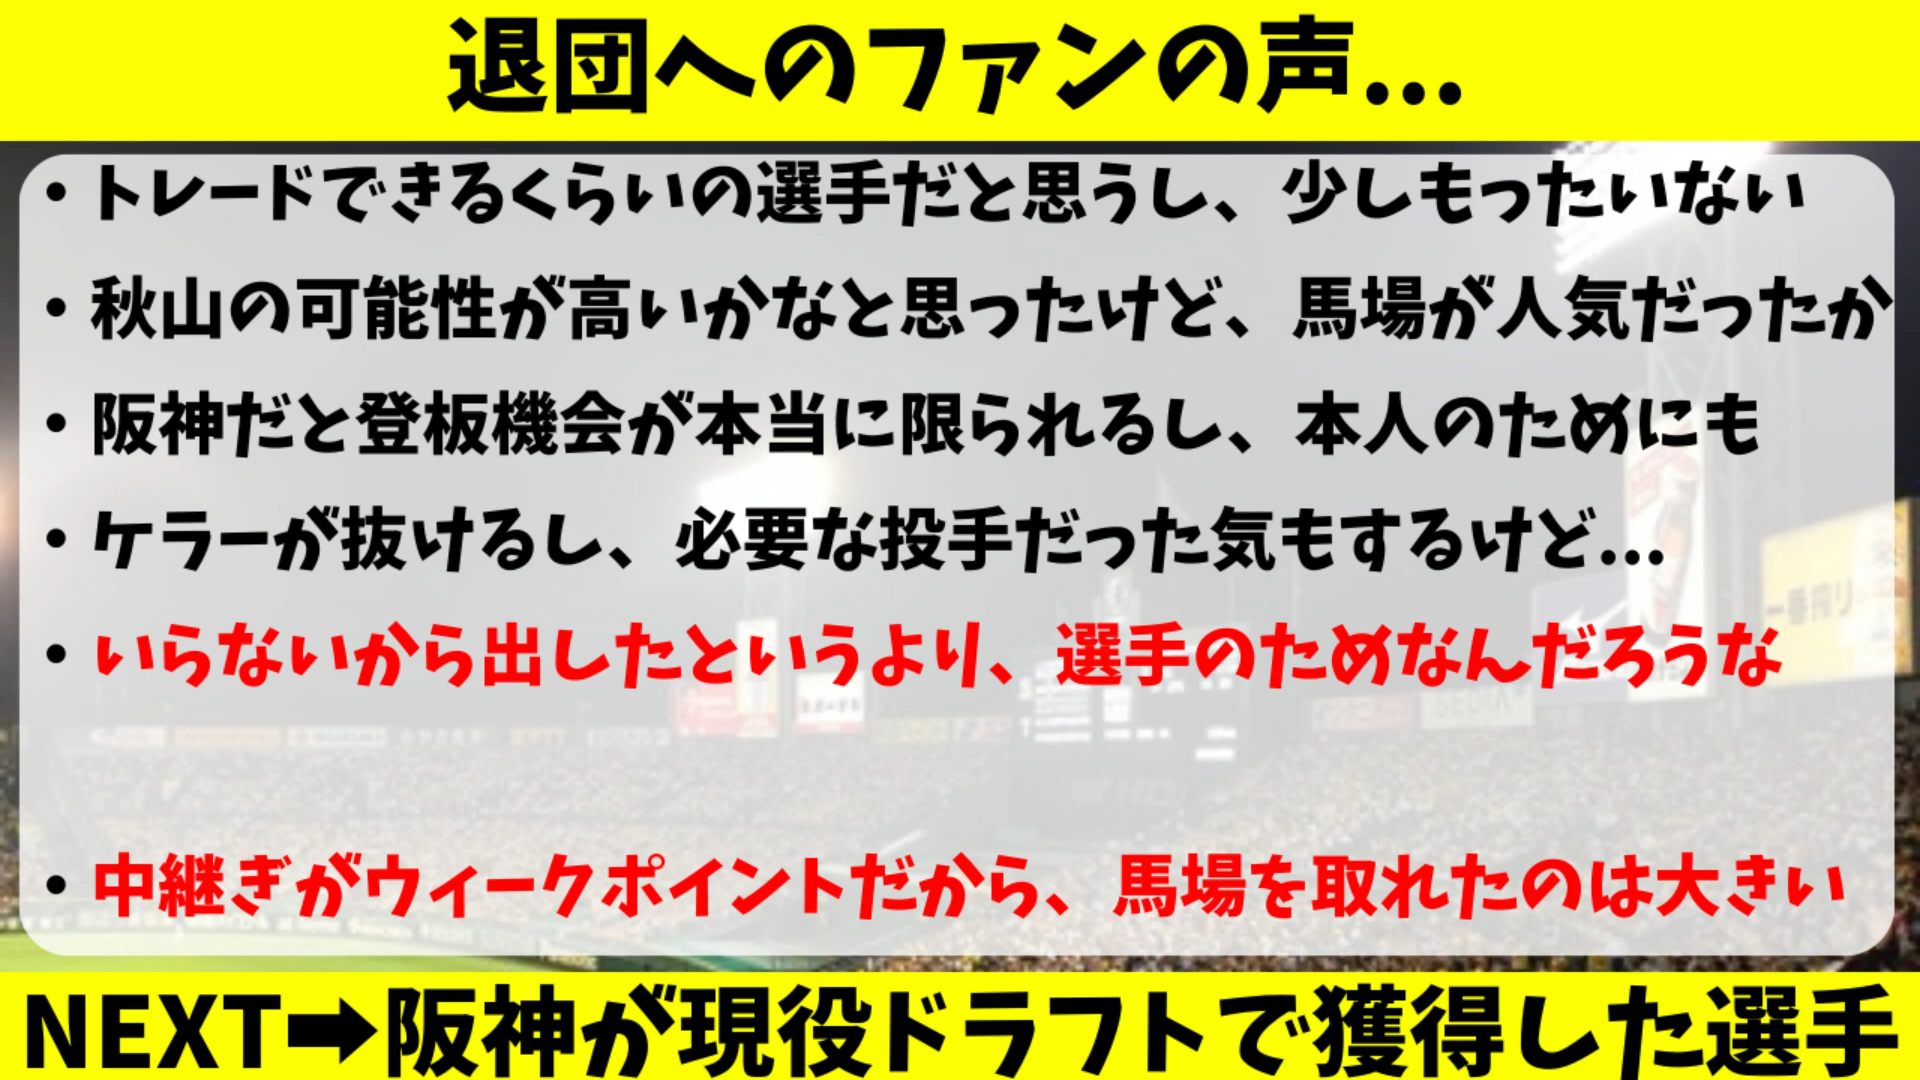 退団へのファンの声...
・トレードできるくらいの選手だと思うし、少しもったいない
・秋山の可能性が高いかなと思ったけど、馬場が人気だったか
・阪神だと登板機会が本当に限られるし、本人のためにも
・ケラーが抜けるし、必要な投手だった気もするけど...
・いらないから出したというより、選手のためなんだろうな
・中継ぎがウィークポイントだから、馬場を取れたのは大きい
NEXT➡阪神が現役ドラフトで獲得した選手
一番搾り